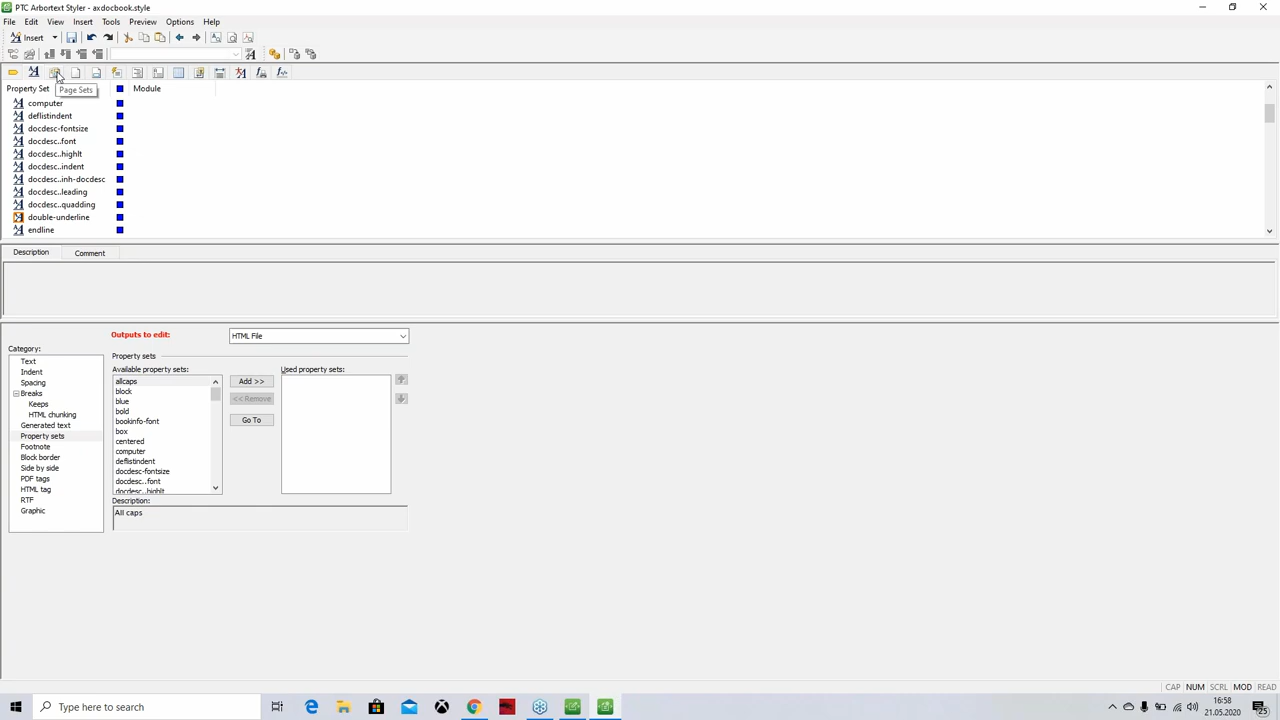 PTC Arbortext Styler - axdocbook.style
File Edit View Insert Tools Preview Options Help
Insert
Page Sets
Property Set Module
computer
deflistindent
docdesc-fontsize
docdesc..font
docdesc..highlt
docdesc..indent
docdesc..inh-docdesc
docdesc..leading
docdesc..quadding
double-underline
endline
Description Comment
Outputs to edit: HTML File
Category:
Text
Indent
Spacing
Breaks
Keeps
HTML chunking
Generated text
Property sets
Footnote
Block border
Side by side
PDF tags
HTML tag
RTF
Graphic
Property sets
Available property sets:
allcaps
block
blue
bold
bookinfo-font
box
centered
computer
deflistindent
docdesc-fontsize
docdesc..font
docdesc..highlt
Add >>
<< Remove
Go To
Used property sets:
Description:
All caps
CAP NUM SCRL MOD READ
Type here to search
16:58
21.05.2020